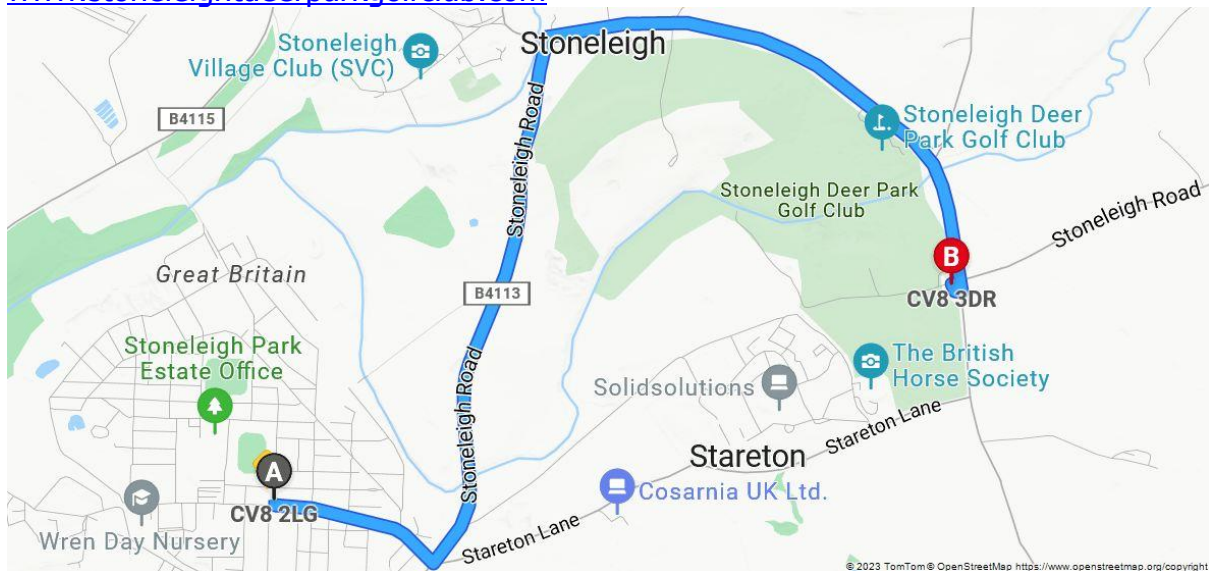 www.stoneleighdeerparkgolfclub.com
Stoneleigh
Village Club (SVC)
Stoneleigh
B4115
Stoneleigh Deer
Park Golf Club
Stoneleigh Road
Stoneleigh Deer Park
Golf Club
Stoneleigh Road
Great Britain
B
CV8 3DR
B4113
Stoneleigh Park
Estate Office
The British
Horse Society
Solidsolutions
Stoneleigh Road
Stareton Lane
Stareton
A
CV8 2LG
Cosarnia UK Ltd.
Wren Day Nursery
Stareton Lane
© 2023 TomTom © OpenStreetMap https://www.openstreetmap.org/copyright